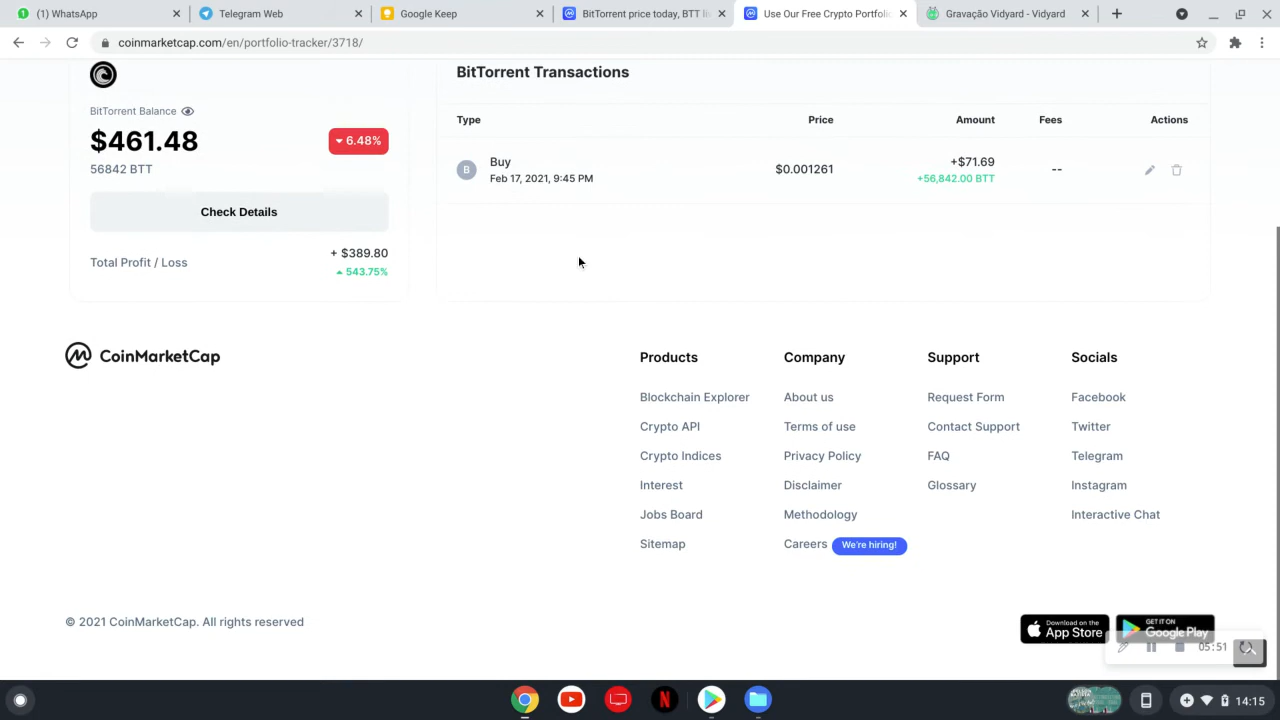 (1) WhatsApp
Telegram Web
Google Keep
BitTorrent price today, BTT li
Use Our Free Crypto Portfoli
Gravação Vidyard - Vidyard
coinmarketcap.com/en/portfolio-tracker/3718/
BitTorrent Balance
$461.48
6.48%
56842 BTT
Check Details
Total Profit / Loss
+ $389.80
543.75%
BitTorrent Transactions
Type Price Amount Fees Actions
B
Buy
Feb 17, 2021, 9:45 PM
$0.001261
+$71.69
+56,842.00 BTT
--
CoinMarketCap
Products
Blockchain Explorer
Crypto API
Crypto Indices
Interest
Jobs Board
Sitemap
Company
About us
Terms of use
Privacy Policy
Disclaimer
Methodology
Careers We're hiring!
Support
Request Form
Contact Support
FAQ
Glossary
Socials
Facebook
Twitter
Telegram
Instagram
Interactive Chat
© 2021 CoinMarketCap. All rights reserved
Download on the
App Store
GET IT ON
Google Play
05:51
14:15